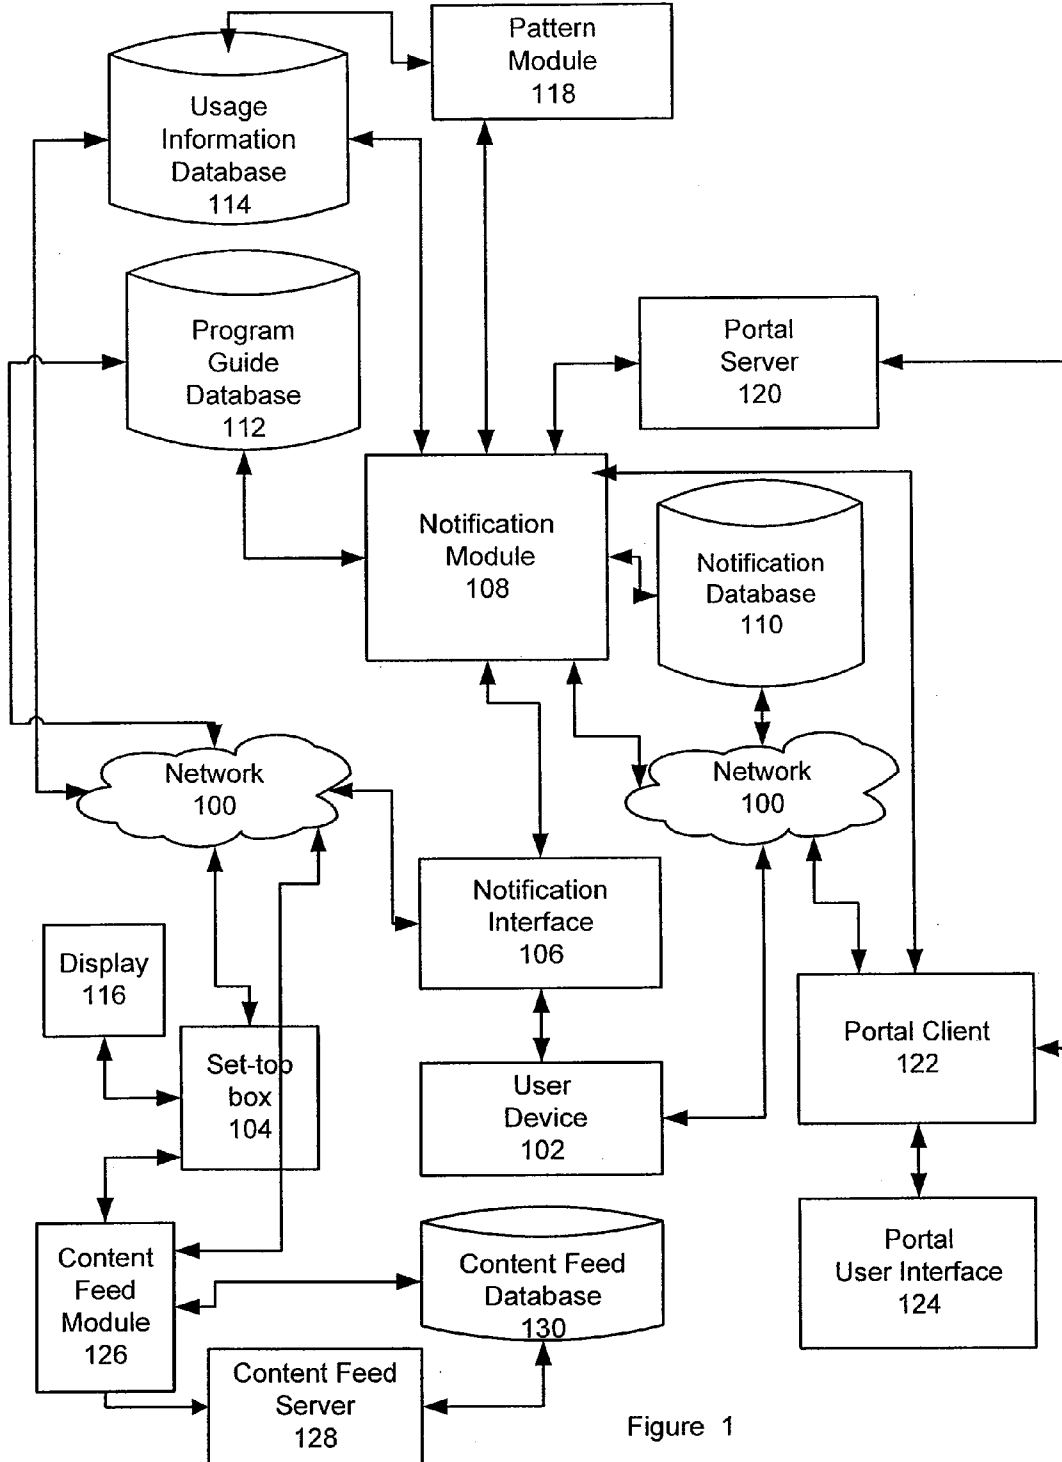 Pattern
Module
118
Usage
Information
Database
114
Program
Guide
Database
112
Portal
Server
120
Notification
Module
108
Notification
Database
110
Network
100
Network
100
Notification
Interface
106
Display
116
Set-top
box
104
User
Device
102
Portal Client
122
Portal
User Interface
124
Content
Feed
Module
126
Content Feed
Database
130
Content Feed
Server
128
Figure 1